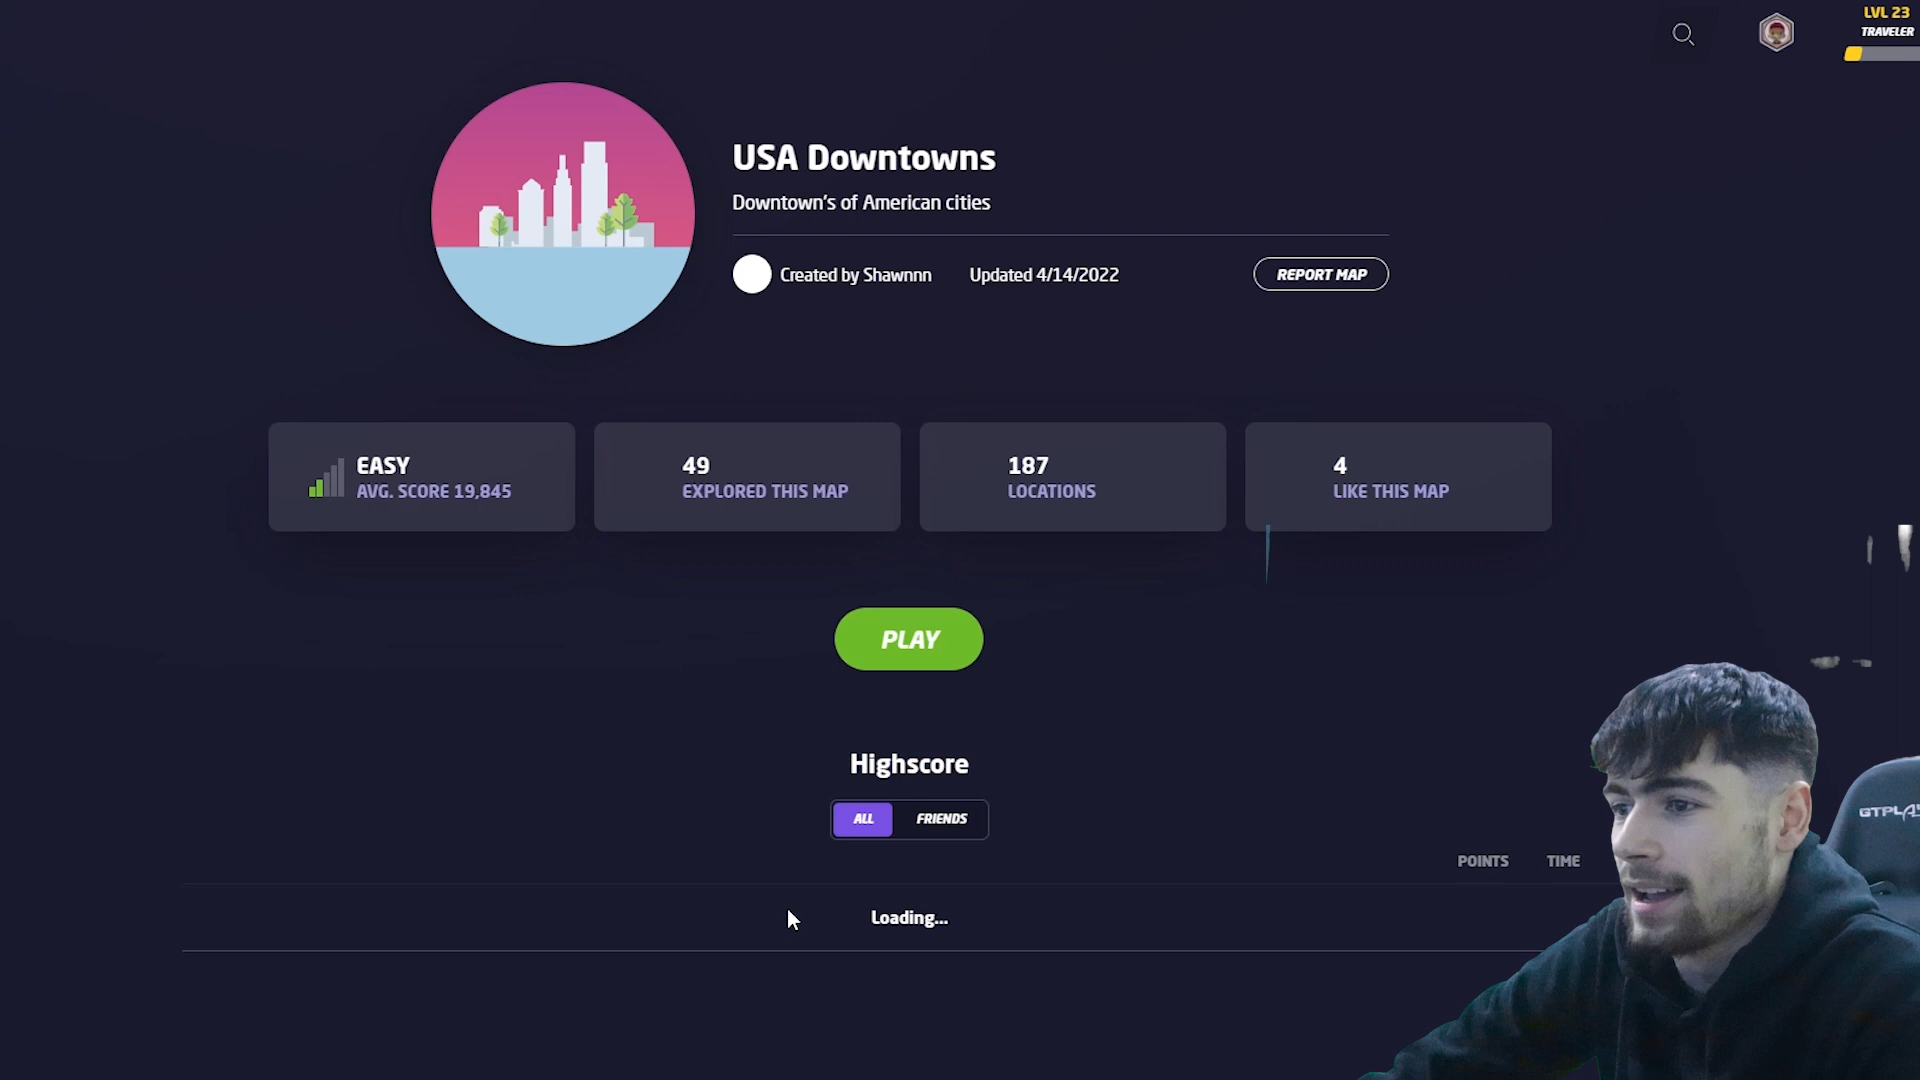 LVL 23
TRAVELER
USA Downtowns
Downtown's of American cities
Created by Shawnnn
Updated 4/14/2022
REPORT MAP
EASY
AVG. SCORE 19,845
49
EXPLORED THIS MAP
187
LOCATIONS
4
LIKE THIS MAP
PLAY
Highscore
ALL
FRIENDS
POINTS
TIME
Loading...